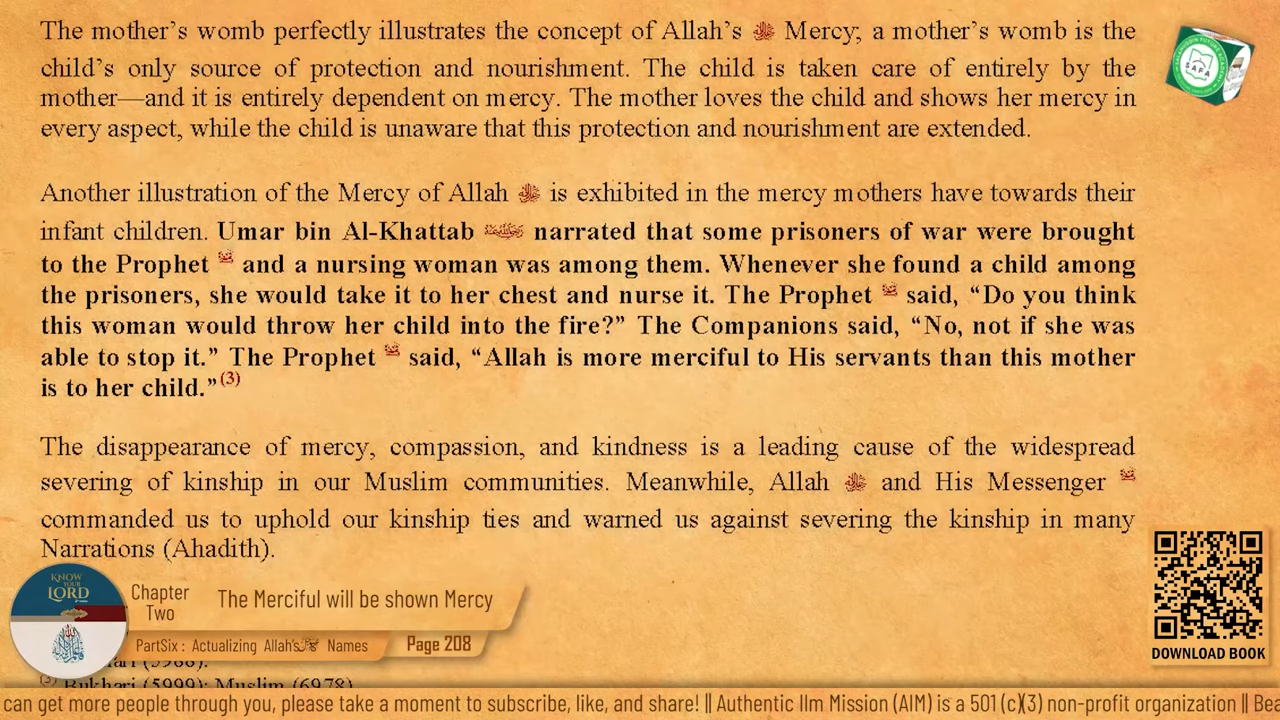 The mother’s womb perfectly illustrates the concept of Allah’s ﷻ Mercy; a mother’s womb is the
child’s only source of protection and nourishment. The child is taken care of entirely by the
mother—and it is entirely dependent on mercy. The mother loves the child and shows her mercy in
every aspect, while the child is unaware that this protection and nourishment are extended.
Another illustration of the Mercy of Allah ﷻ is exhibited in the mercy mothers have towards their
infant children. Umar bin Al-Khattab narrated that some prisoners of war were brought
to the Prophet ﷺ and a nursing woman was among them. Whenever she found a child among
the prisoners, she would take it to her chest and nurse it. The Prophet ﷺ said, “Do you think
this woman would throw her child into the fire?” The Companions said, “No, not if she was
able to stop it.” The Prophet ﷺ said, “Allah is more merciful to His servants than this mother
is to her child.”(3)
The disappearance of mercy, compassion, and kindness is a leading cause of the widespread
severing of kinship in our Muslim communities. Meanwhile, Allah ﷻ and His Messenger ﷺ
commanded us to uphold our kinship ties and warned us against severing the kinship in many
Narrations (Ahadith).
SAFA
KNOW YOUR LORD
Chapter Two
The Merciful will be shown Mercy
PartSix : Actualizing Allah’s ﷻ Names
Page 208
DOWNLOAD BOOK
(3) Bukhari (5999); Muslim (6978)
can get more people through you, please take a moment to subscribe, like, and share! || Authentic Ilm Mission (AIM) is a 501 (c)(3) non-profit organization || Bea